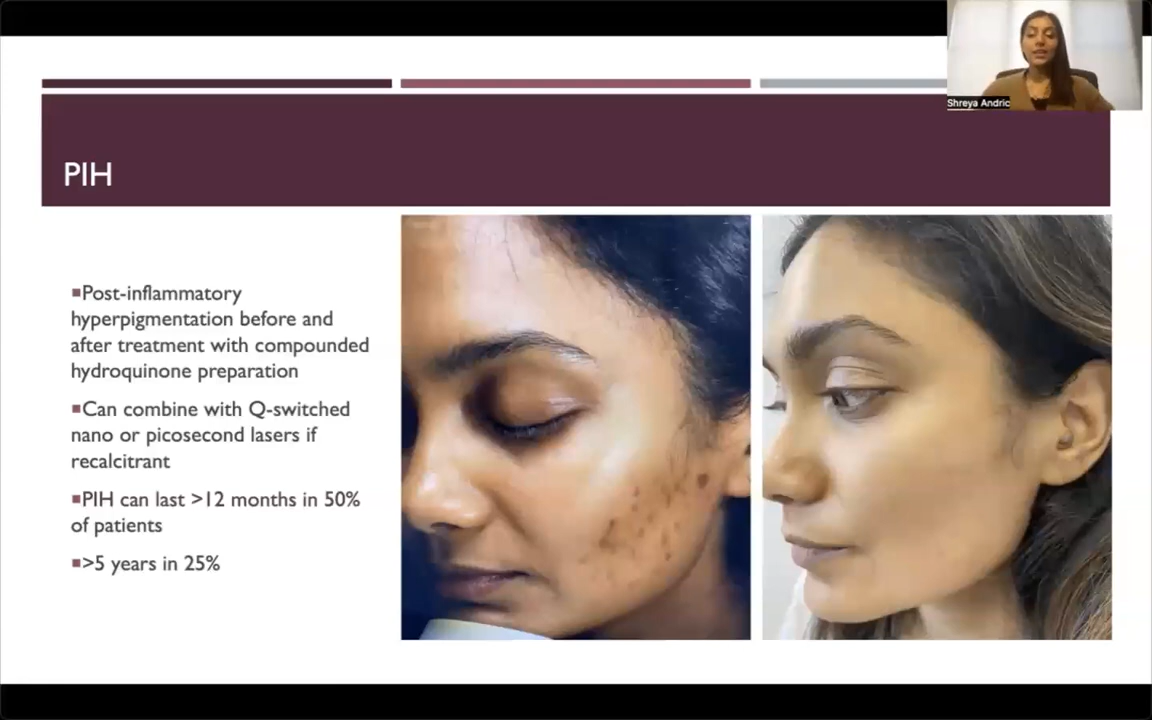 Shreya Andric
PIH
▪Post-inflammatory
hyperpigmentation before and
after treatment with compounded
hydroquinone preparation
▪Can combine with Q-switched
nano or picosecond lasers if
recalcitrant
▪PIH can last >12 months in 50%
of patients
▪>5 years in 25%